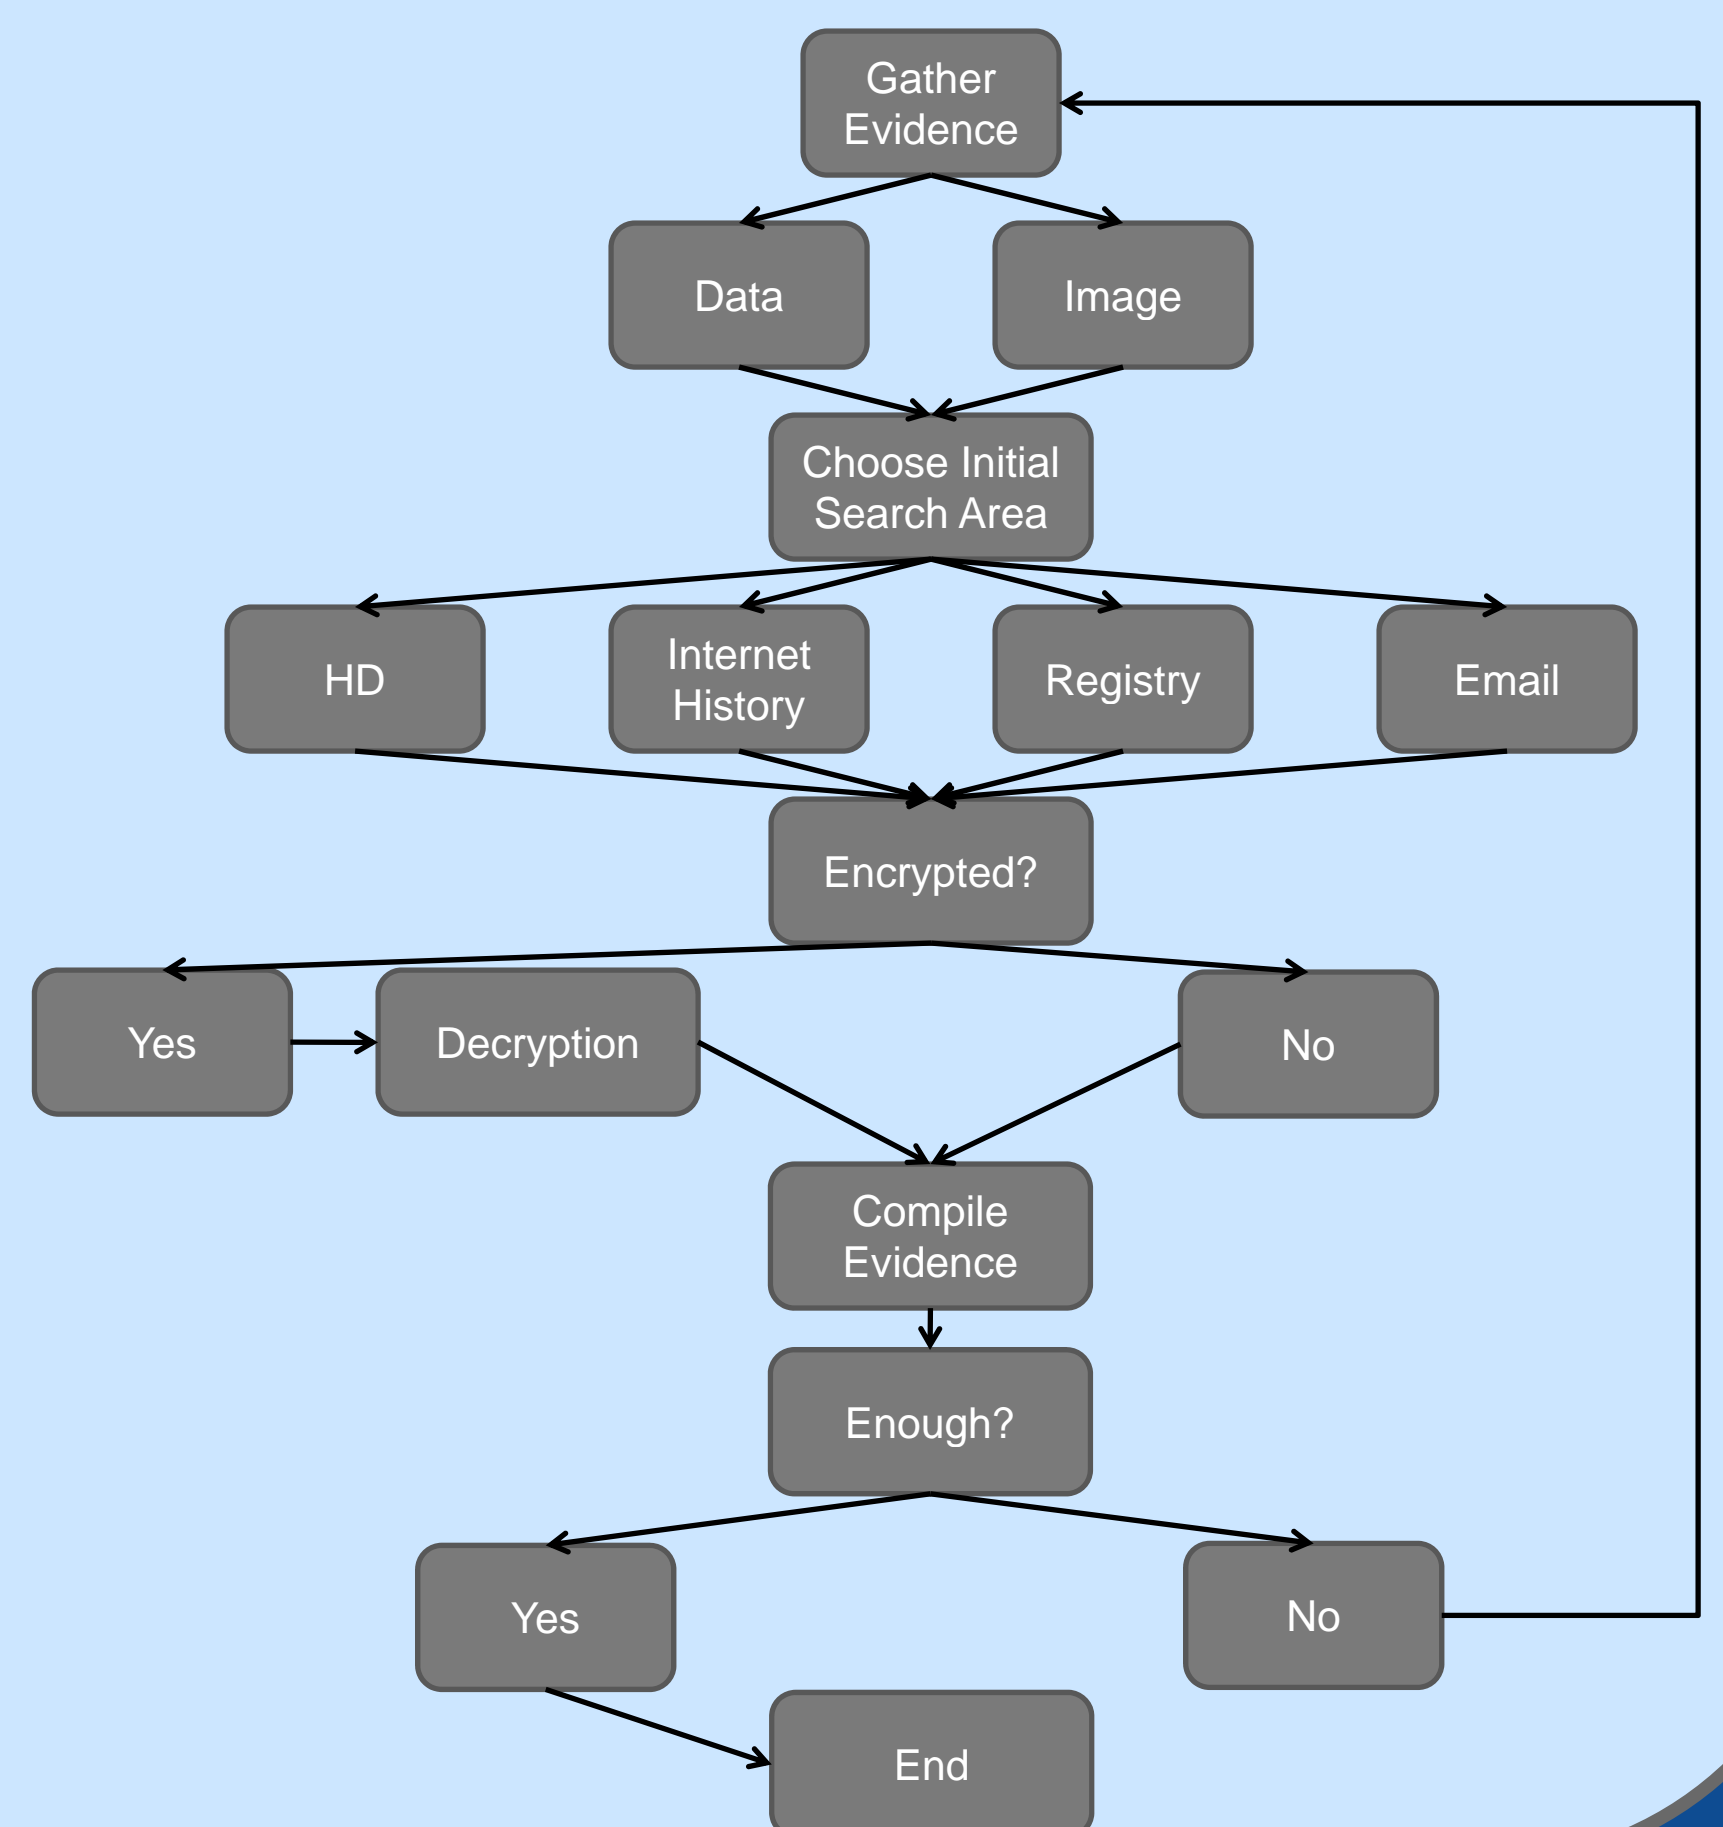 Gather
Evidence
Data
Image
Choose Initial
Search Area
HD
Internet
History
Registry
Email
Encrypted?
Yes
Decryption
No
Compile
Evidence
Enough?
Yes
No
End